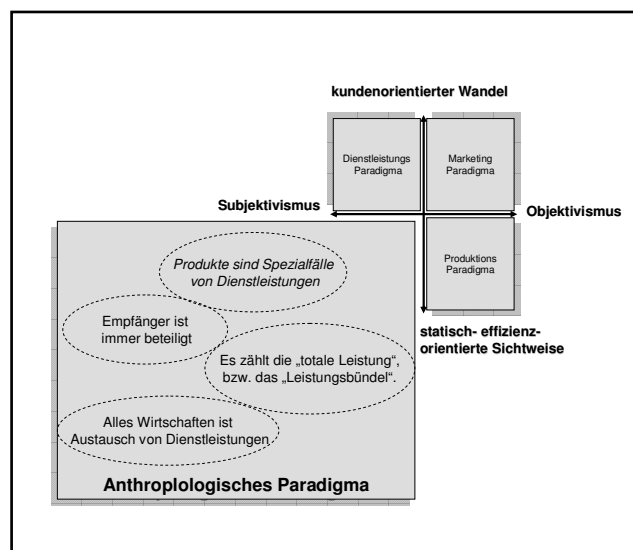 kundenorientierter Wandel
Dienstleistungs
Paradigma
Marketing
Paradigma
Subjektivismus
Objektivismus
Produktions
Paradigma
statisch- effizienz-
orientierte Sichtweise
Produkte sind Spezialfälle
von Dienstleistungen
Empfänger ist
immer beteiligt
Es zählt die „totale Leistung“,
bzw. das „Leistungsbündel“.
Alles Wirtschaften ist
Austausch von Dienstleistungen
Anthroplologisches Paradigma